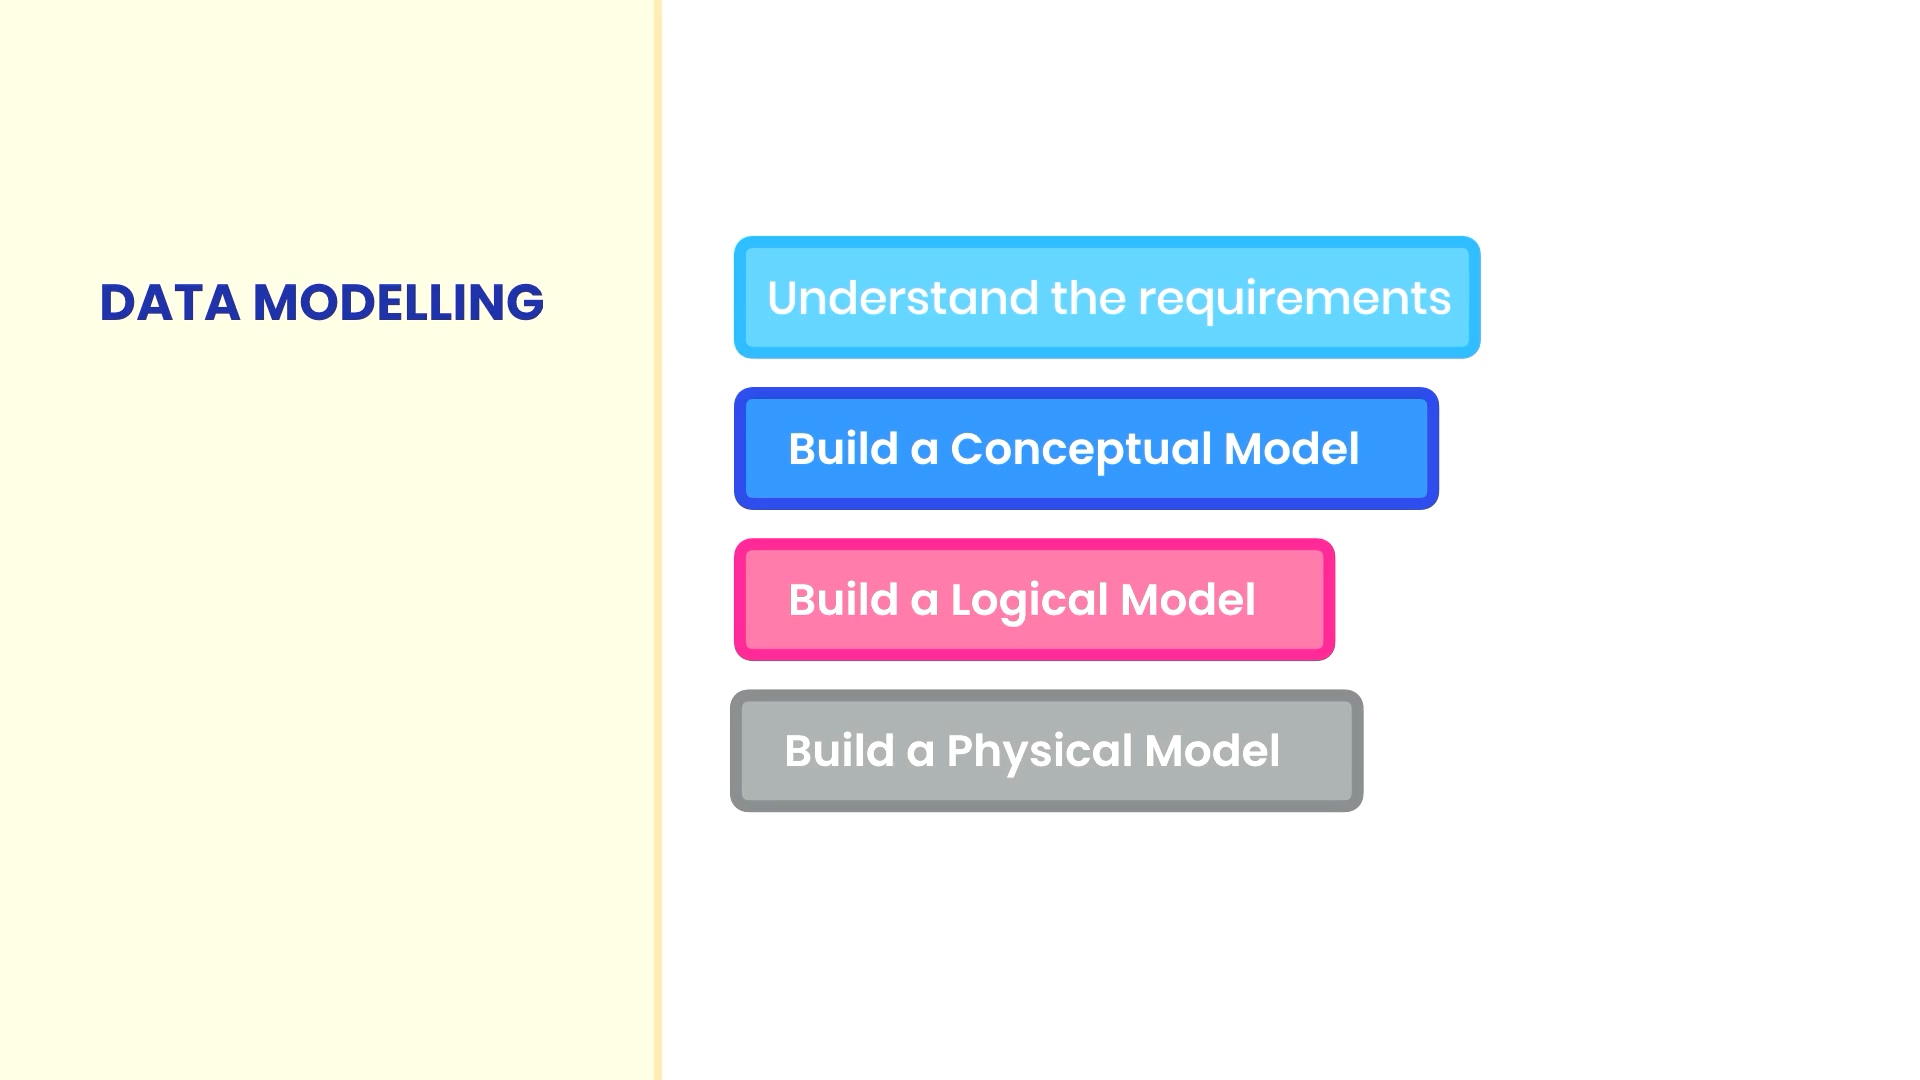 DATA MODELLING
Understand the requirements
Build a Conceptual Model
Build a Logical Model
Build a Physical Model